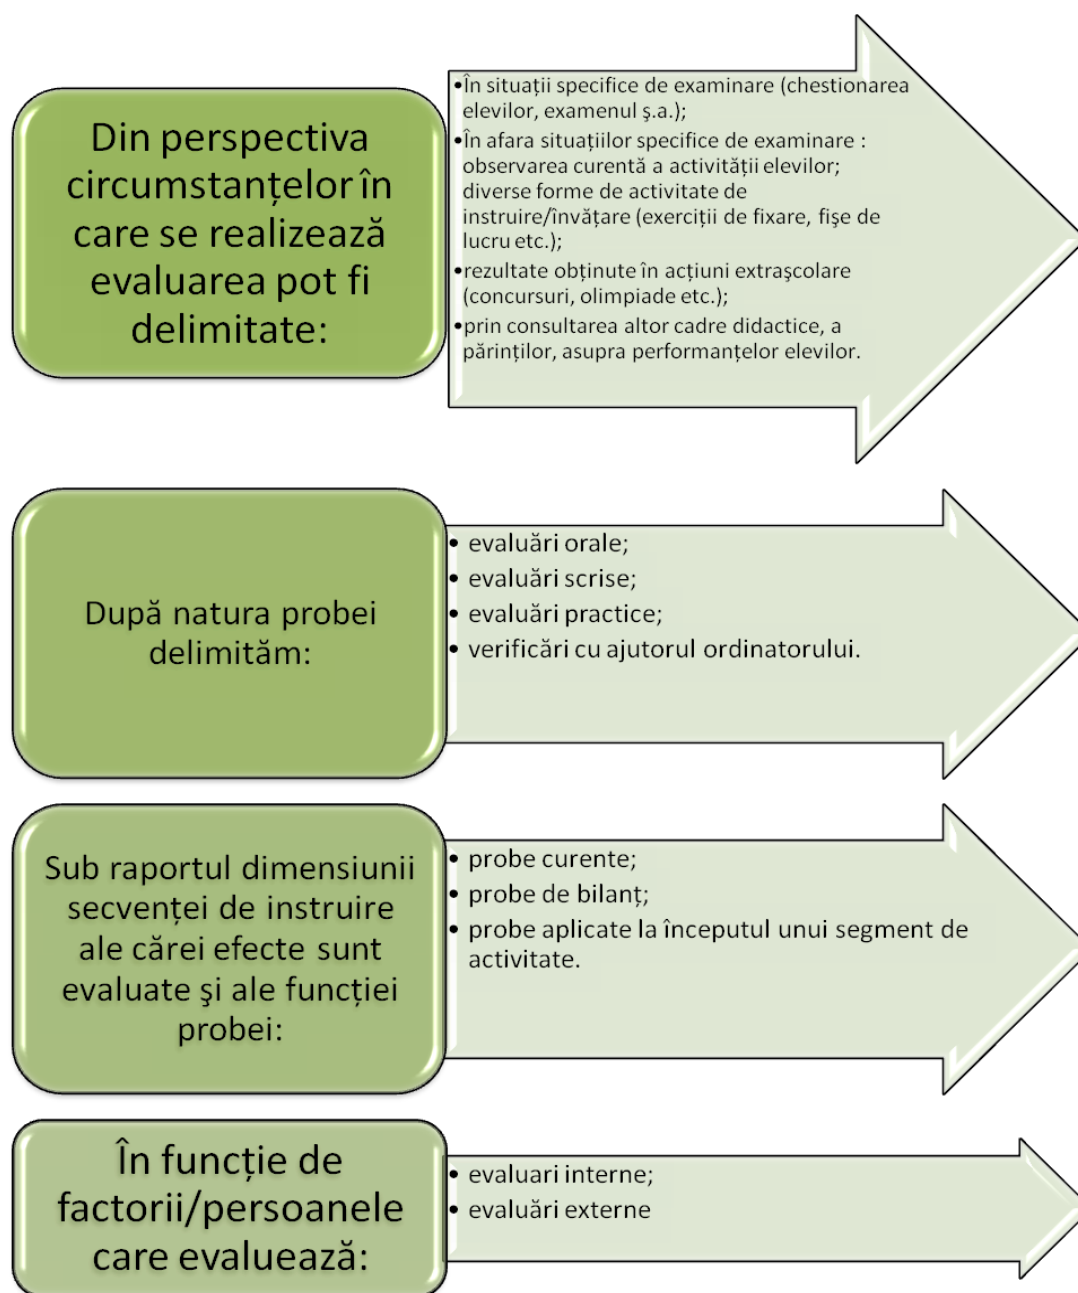 Din perspectiva
circumstanțelor în
care se realizează
evaluarea pot fi
delimitate:
•În situații specifice de examinare (chestionarea
elevilor, examenul ş.a.);
•În afara situațiilor specifice de examinare :
observarea curentă a activității elevilor;
diverse forme de activitate de
instruire/învățare (exerciții de fixare, fişe de
lucru etc.);
•rezultate obținute în acțiuni extraşcolare
(concursuri, olimpiade etc.);
•prin consultarea altor cadre didactice, a
părinților, asupra performanțelor elevilor.
După natura probei
delimităm:
• evaluări orale;
• evaluări scrise;
• evaluări practice;
• verificări cu ajutorul ordinatorului.
Sub raportul dimensiunii
secvenței de instruire
ale cărei efecte sunt
evaluate şi ale funcției
probei:
• probe curente;
• probe de bilanț;
• probe aplicate la începutul unui segment de
activitate.
În funcție de
factorii/persoanele
care evaluează:
• evaluari interne;
• evaluări externe